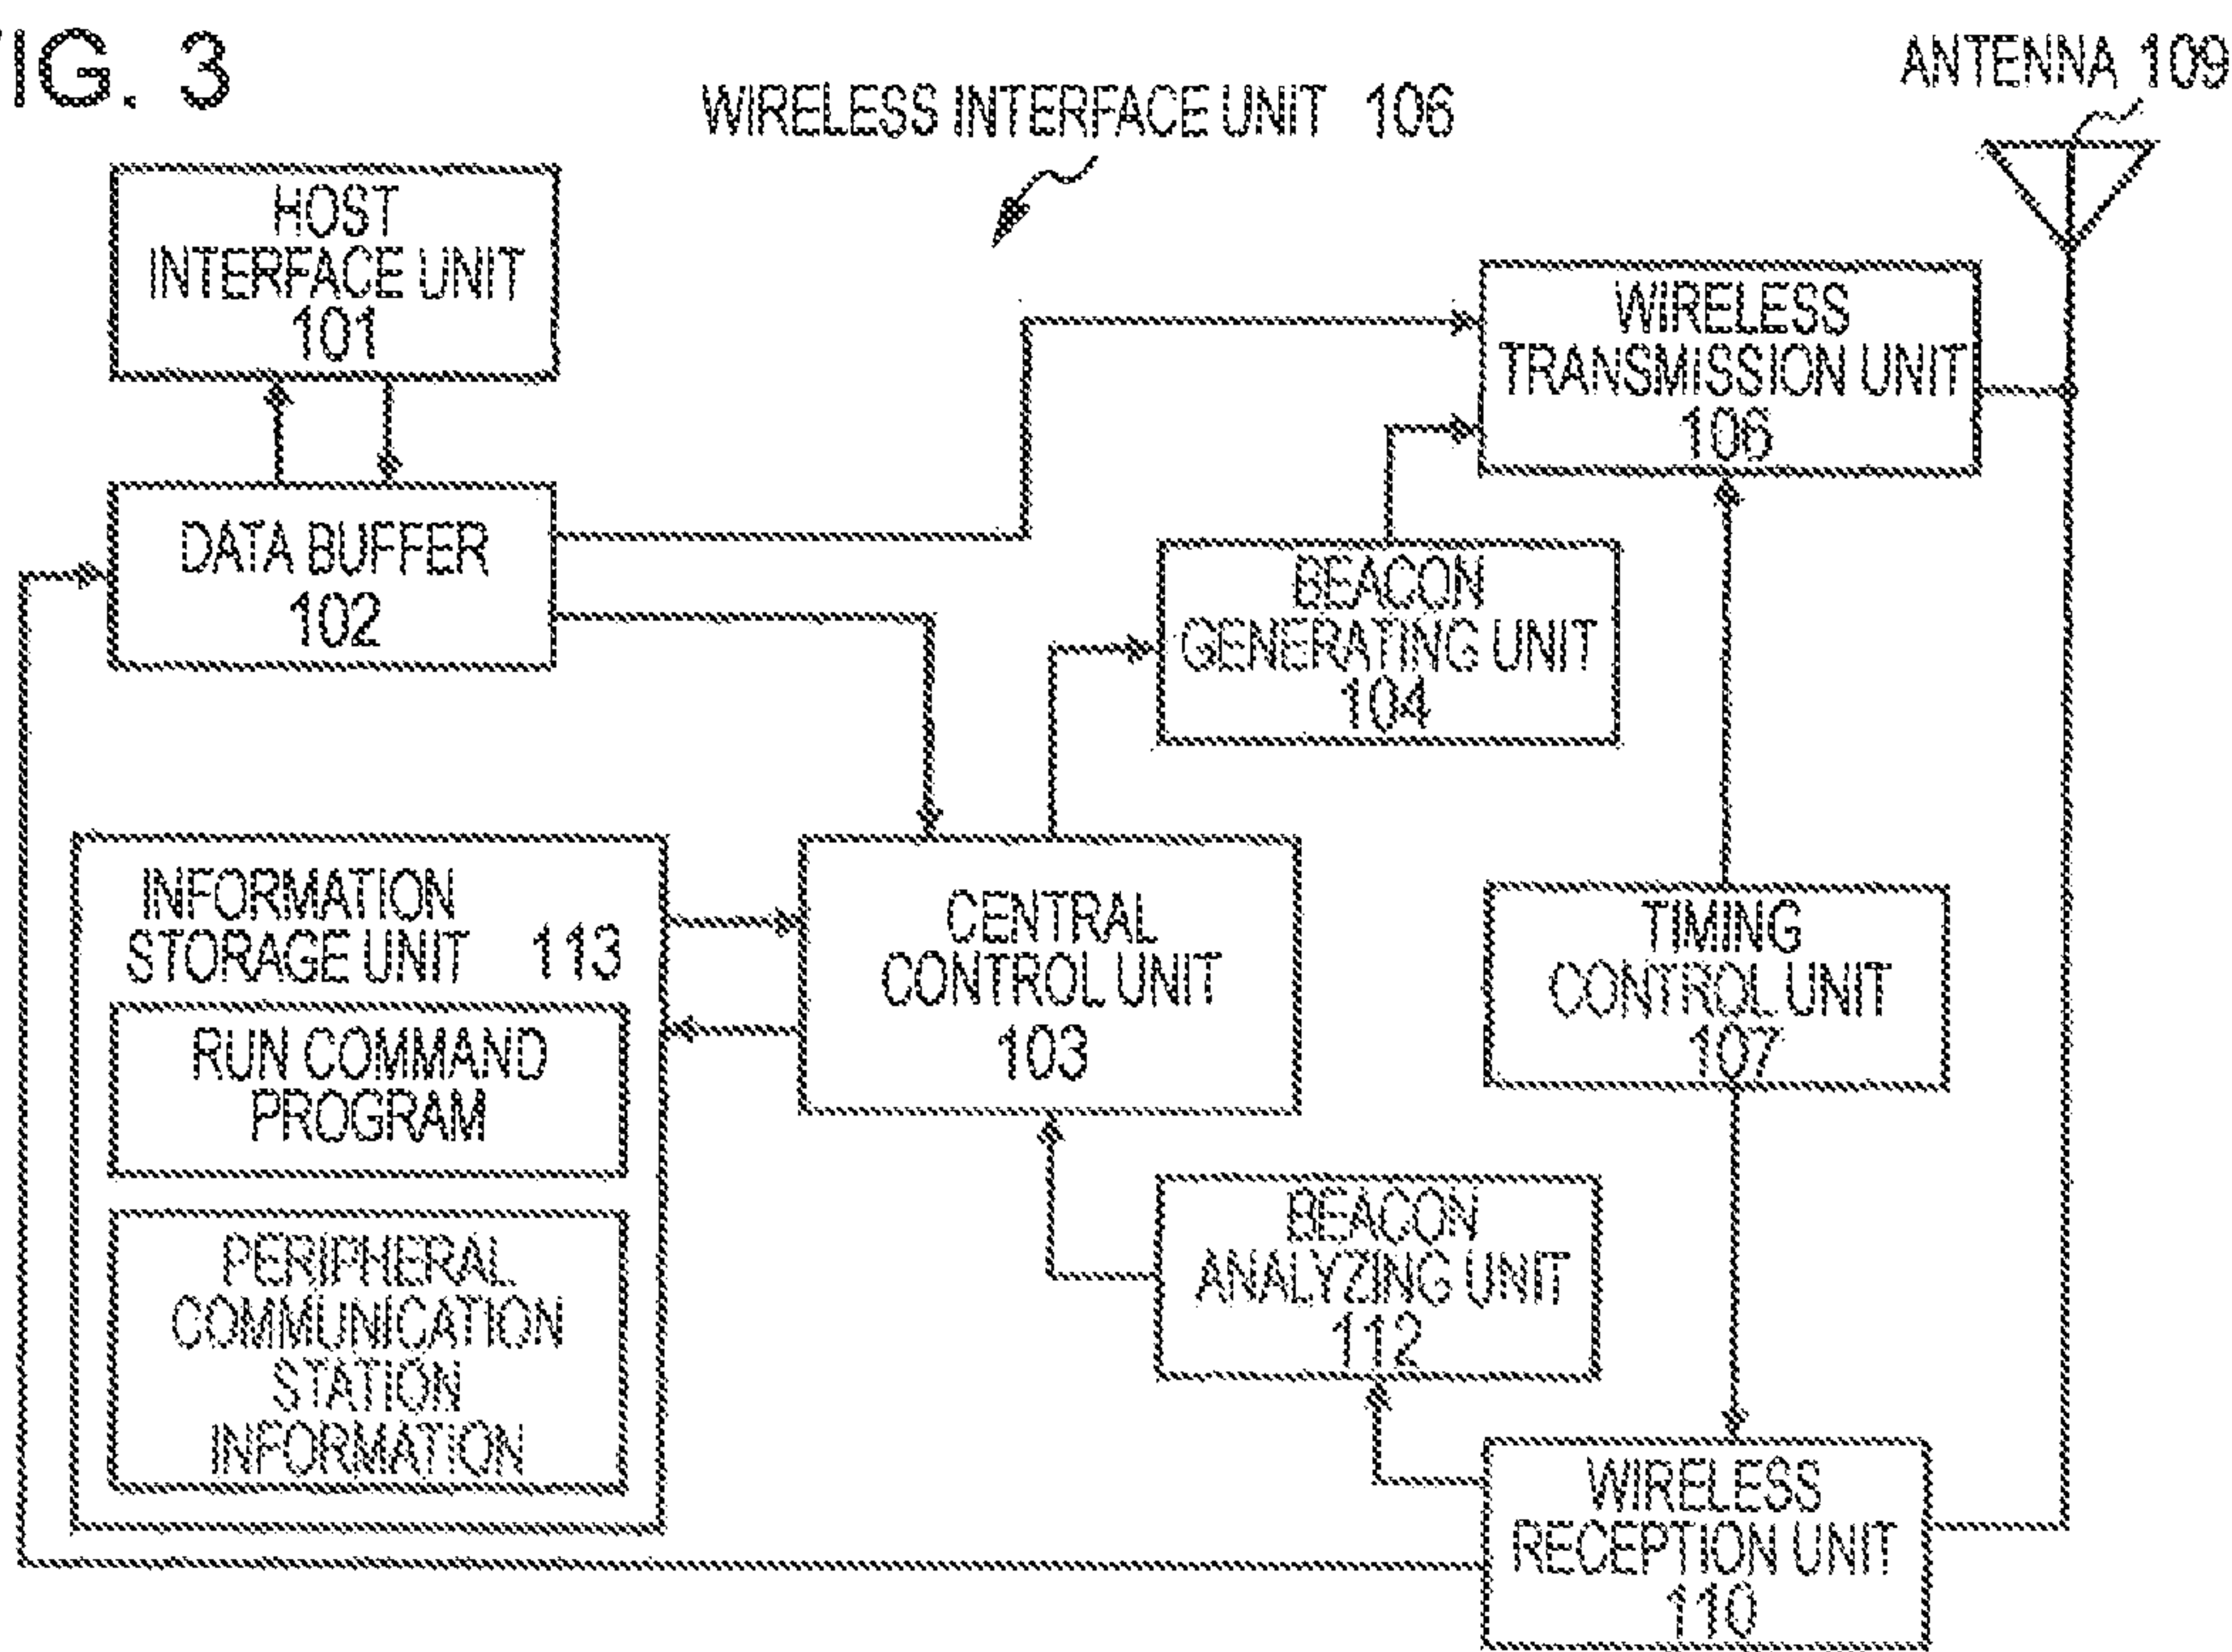 IG. 3
WIRELESS INTERFACE UNIT 106
ANTENNA 109
HOST
INTERFACE UNIT
101
WIRELESS
TRANSMISSION UNIT
106
DATA BUFFER
102
BEACON
GENERATING UNIT
104
INFORMATION
STORAGE UNIT 113
RUN COMMAND
PROGRAM
PERIPHERAL
COMMUNICATION
STATION
INFORMATION
CENTRAL
CONTROL UNIT
103
TIMING
CONTROL UNIT
107
BEACON
ANALYZING UNIT
112
WIRELESS
RECEPTION UNIT
110